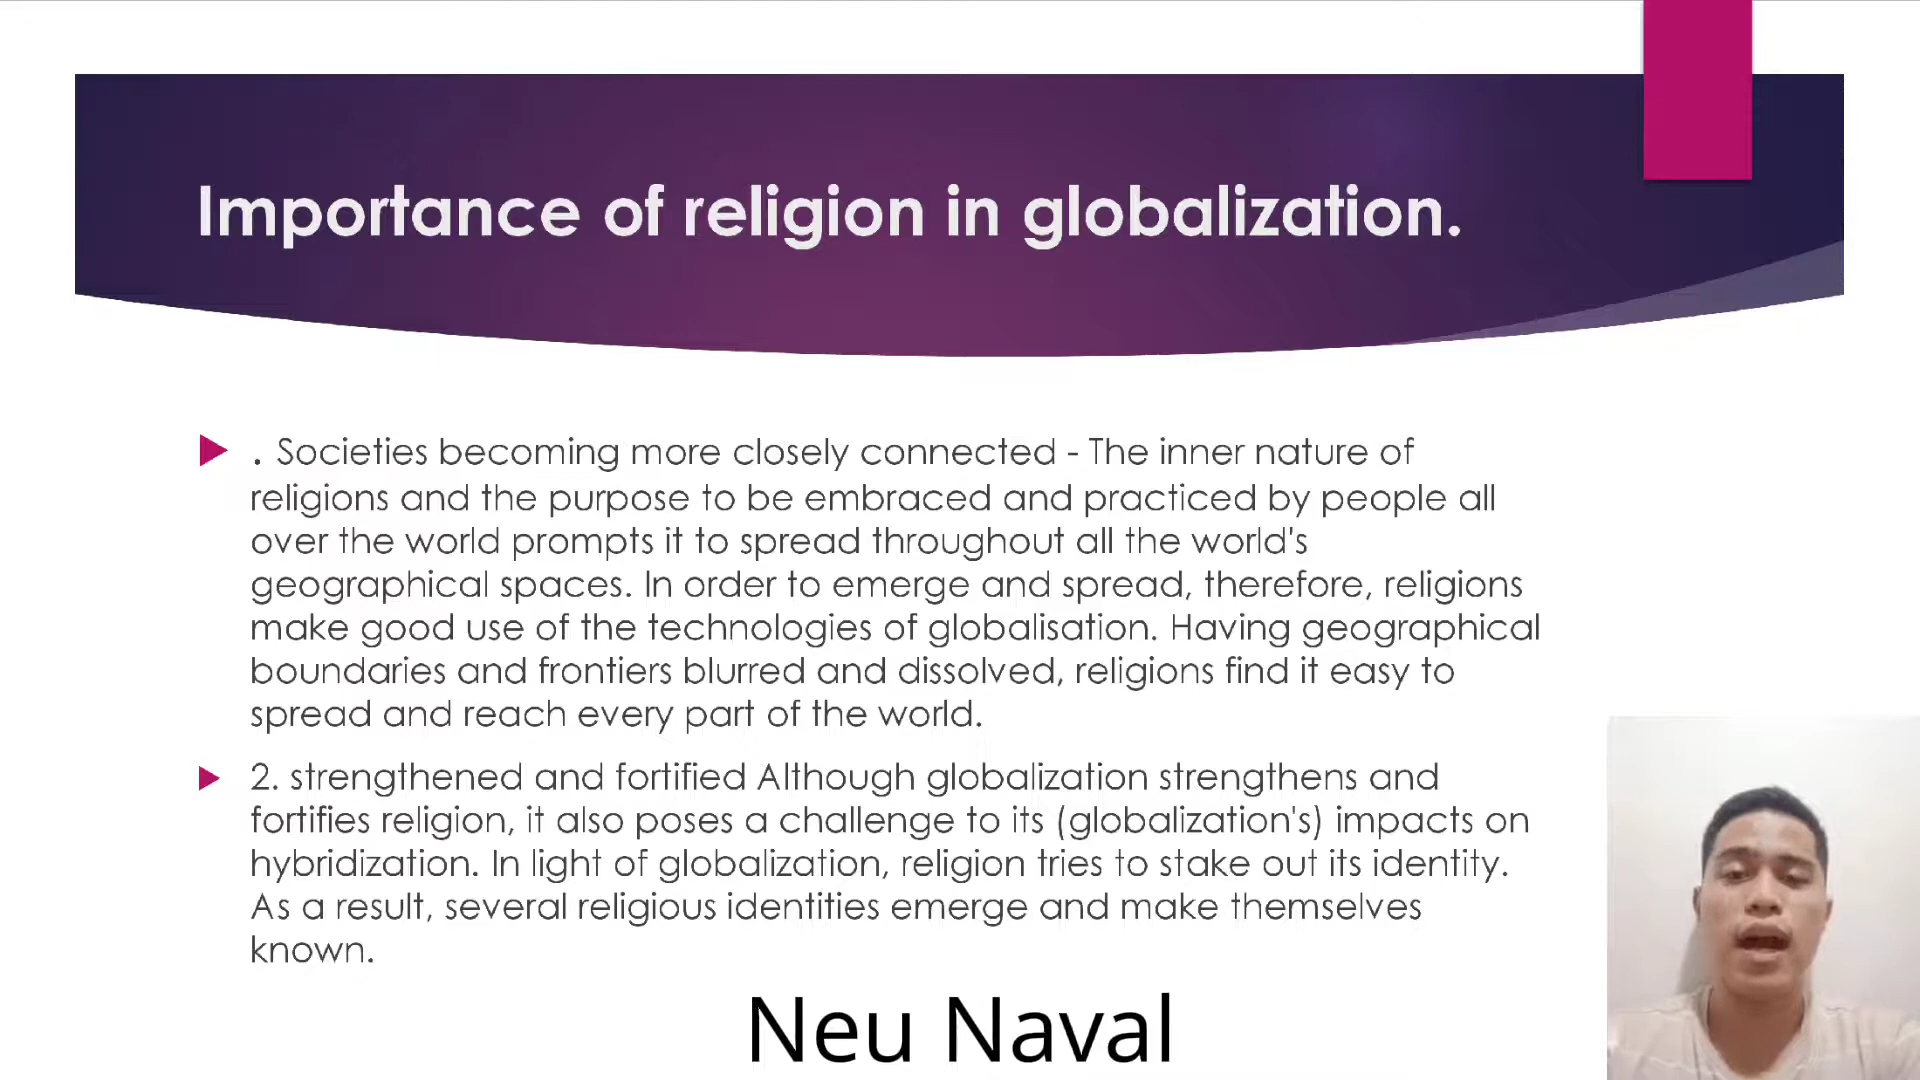 Importance of religion in globalization.
. Societies becoming more closely connected - The inner nature of
religions and the purpose to be embraced and practiced by people all
over the world prompts it to spread throughout all the world's
geographical spaces. In order to emerge and spread, therefore, religions
make good use of the technologies of globalisation. Having geographical
boundaries and frontiers blurred and dissolved, religions find it easy to
spread and reach every part of the world.
2. strengthened and fortified Although globalization strengthens and
fortifies religion, it also poses a challenge to its (globalization's) impacts on
hybridization. In light of globalization, religion tries to stake out its identity.
As a result, several religious identities emerge and make themselves
known.
Neu Naval